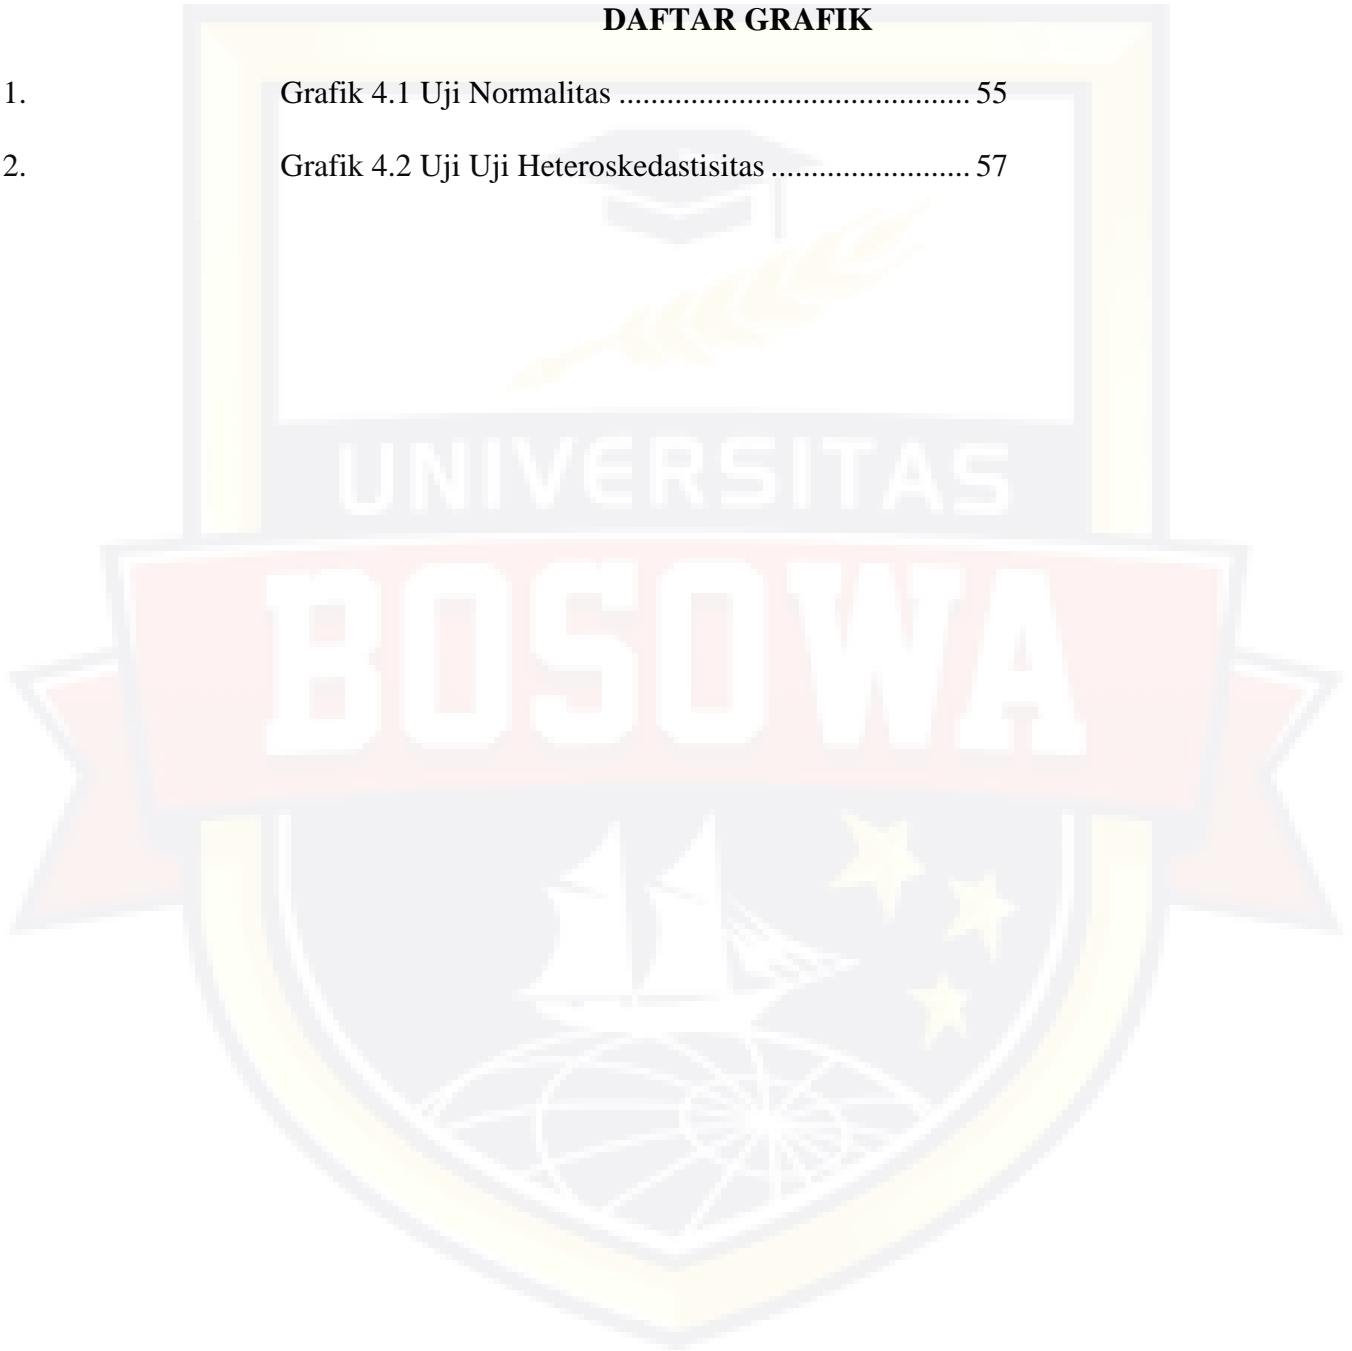 DAFTAR GRAFIK
1. Grafik 4.1 Uji Normalitas ............................................ 55
2. Grafik 4.2 Uji Uji Heteroskedastisitas ......................... 57
UNIVERSITAS
BOSOWA